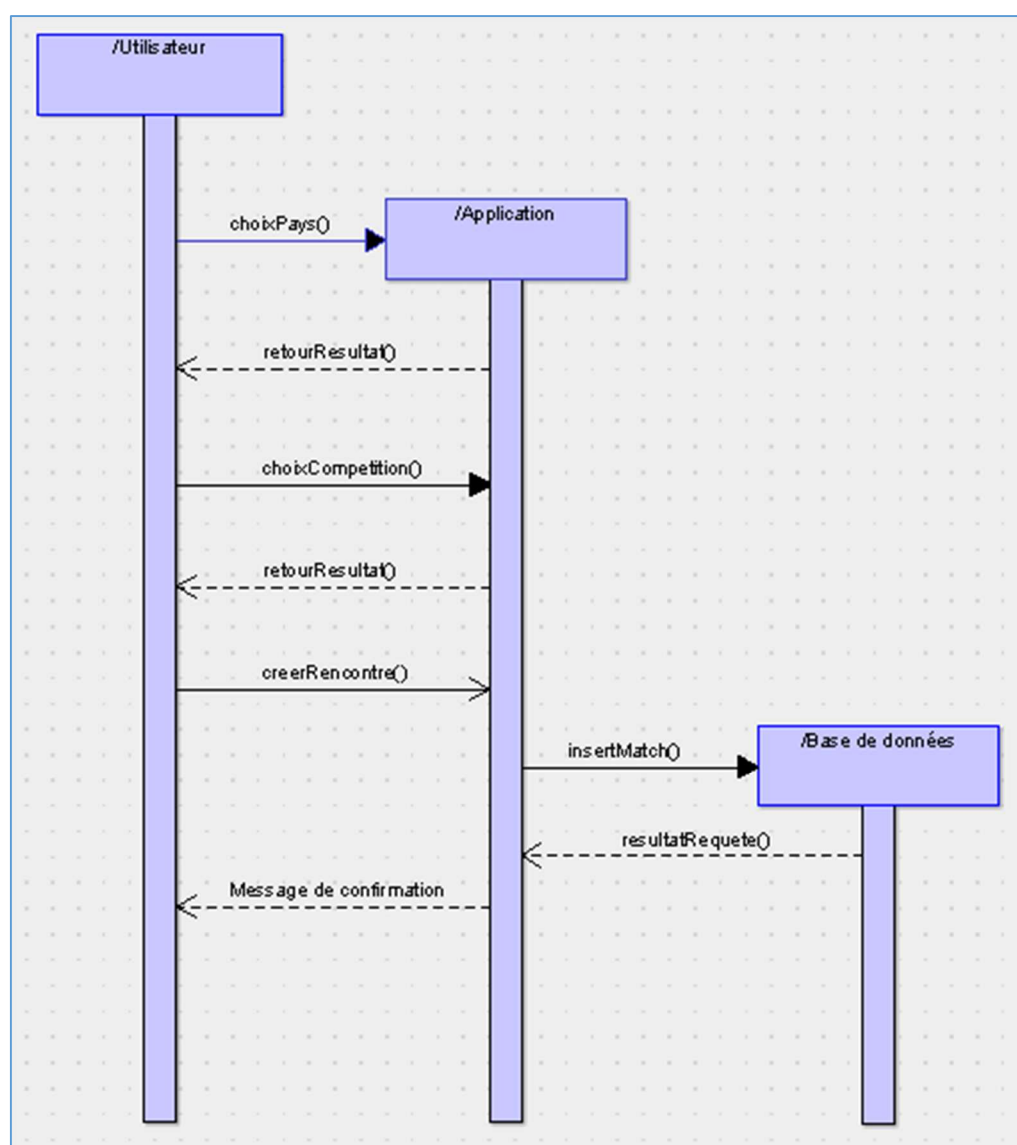 /Utilisateur
/Application
choixPays()
retourResultat()
choixCompetition()
retourResultat()
creerRencontre()
/Base de données
insertMatch()
resultatRequete()
Message de confirmation